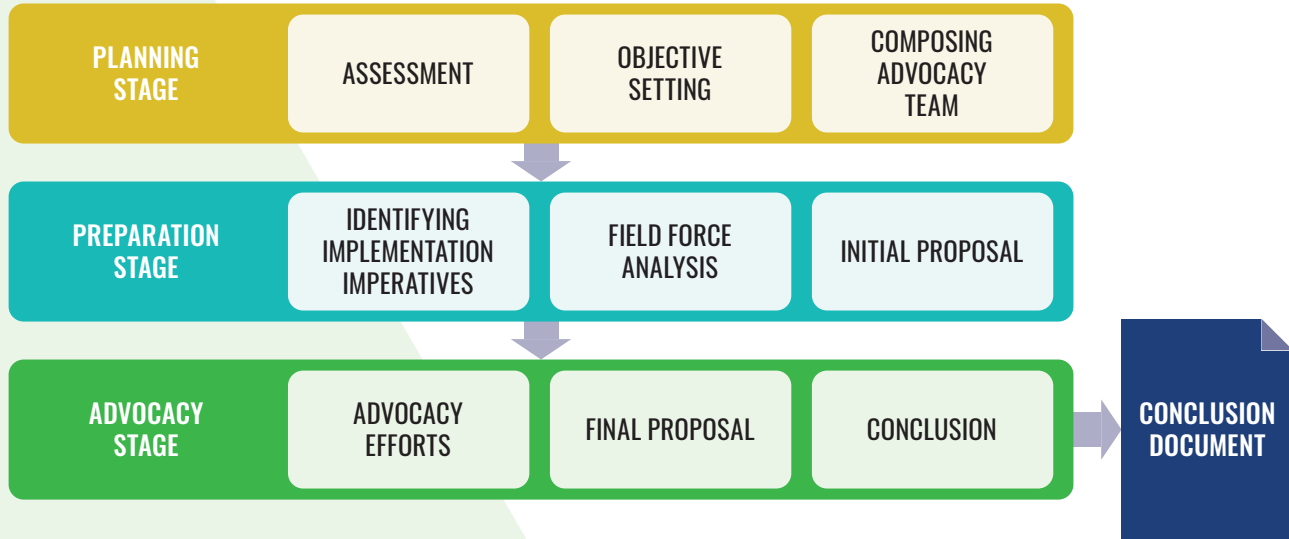 PLANNING
STAGE
ASSESSMENT
OBJECTIVE
SETTING
COMPOSING
ADVOCACY
TEAM
PREPARATION
STAGE
IDENTIFYING
IMPLEMENTATION
IMPERATIVES
FIELD FORCE
ANALYSIS
INITIAL PROPOSAL
ADVOCACY
STAGE
ADVOCACY
EFFORTS
FINAL PROPOSAL
CONCLUSION
CONCLUSION
DOCUMENT